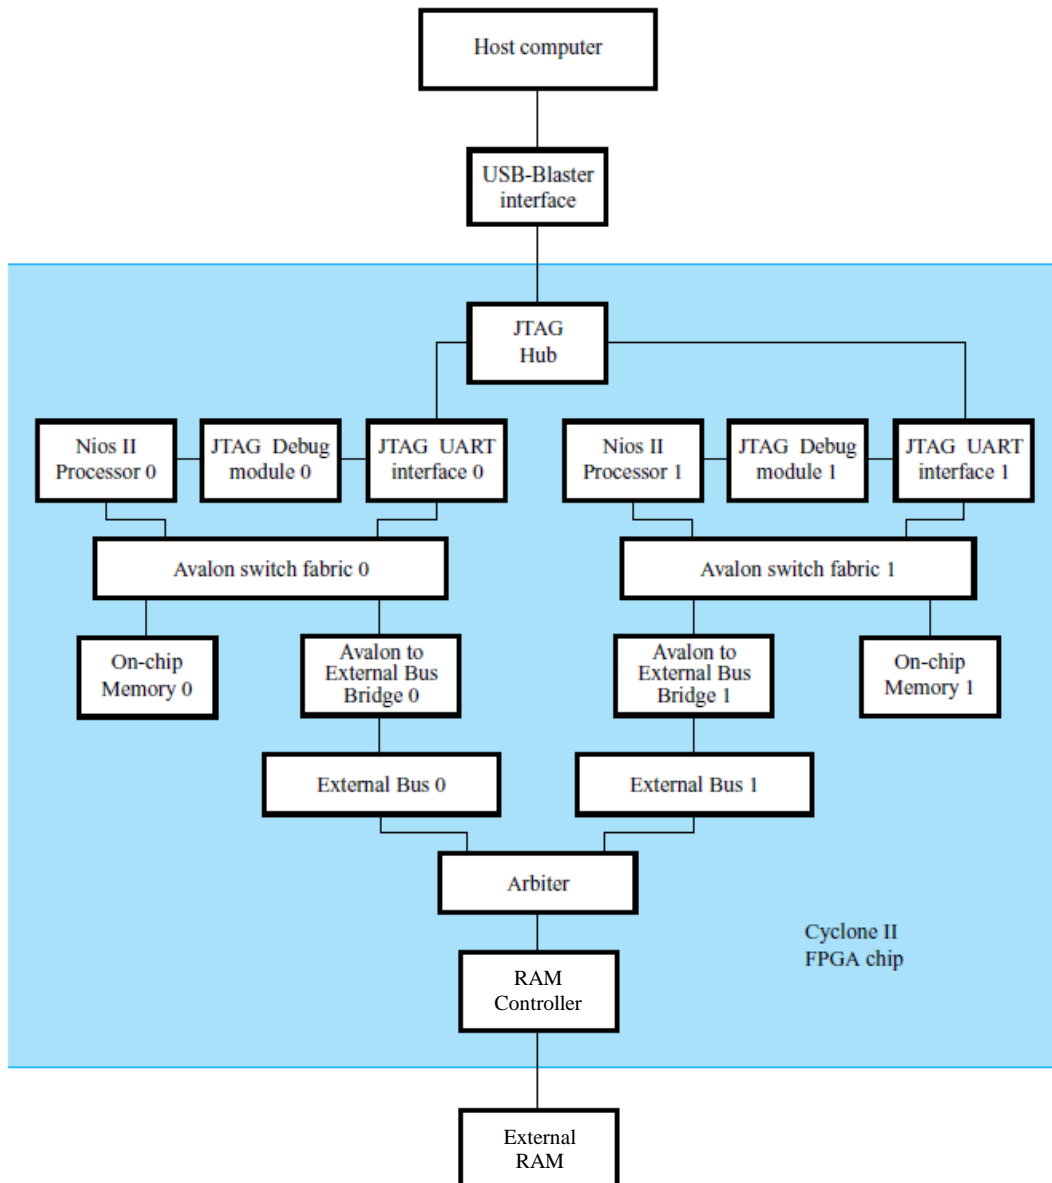 Host computer
USB-Blaster
interface
JTAG
Hub
Nios II
Processor 0
JTAG Debug
module 0
JTAG UART
interface 0
Nios II
Processor 1
JTAG Debug
module 1
JTAG UART
interface 1
Avalon switch fabric 0
Avalon switch fabric 1
On-chip
Memory 0
Avalon to
External Bus
Bridge 0
Avalon to
External Bus
Bridge 1
On-chip
Memory 1
External Bus 0
External Bus 1
Arbiter
Cyclone II
FPGA chip
RAM
Controller
External
RAM